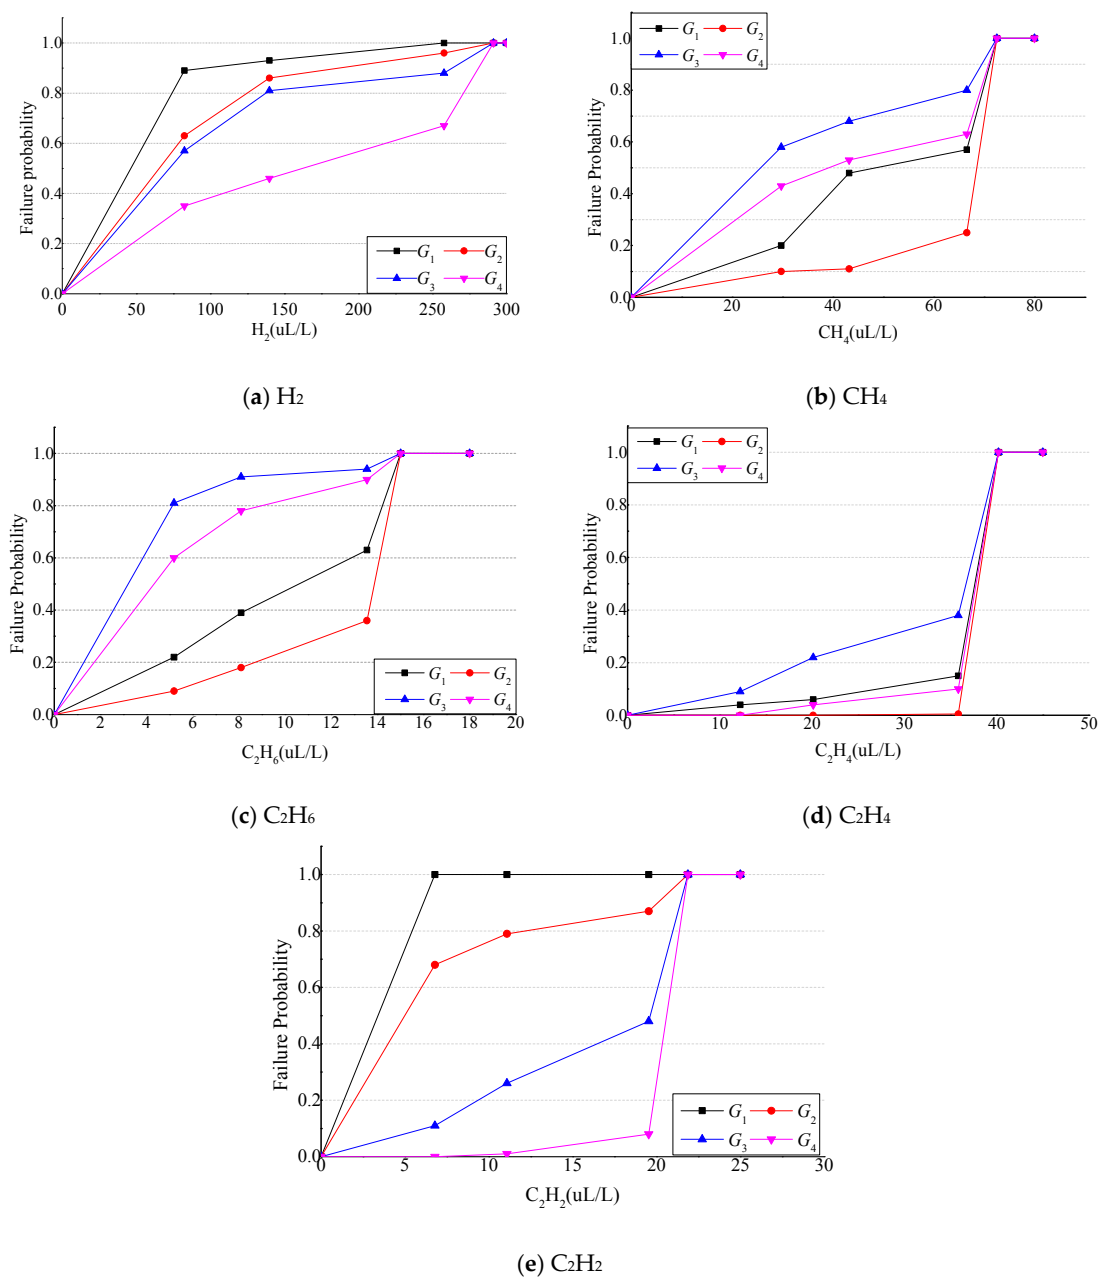 1.0
0.8
0.6
0.4
0.2
0.0
Failure probability
0 50 100 150 200 250 300
H2(uL/L)
G1 G2
G3 G4
(a) H2
1.0
0.8
0.6
0.4
0.2
0.0
Failure Probability
0 20 40 60 80
CH4(uL/L)
G1 G2
G3 G4
(b) CH4
1.0
0.8
0.6
0.4
0.2
0.0
Failure Probability
0 2 4 6 8 10 12 14 16 18 20
C2H6(uL/L)
G1 G2
G3 G4
(c) C2H6
1.0
0.8
0.6
0.4
0.2
0.0
Failure Probability
0 10 20 30 40 50
C2H4(uL/L)
G1 G2
G3 G4
(d) C2H4
1.0
0.8
0.6
0.4
0.2
0.0
Failure Probability
0 5 10 15 20 25 30
C2H2(uL/L)
G1 G2
G3 G4
(e) C2H2